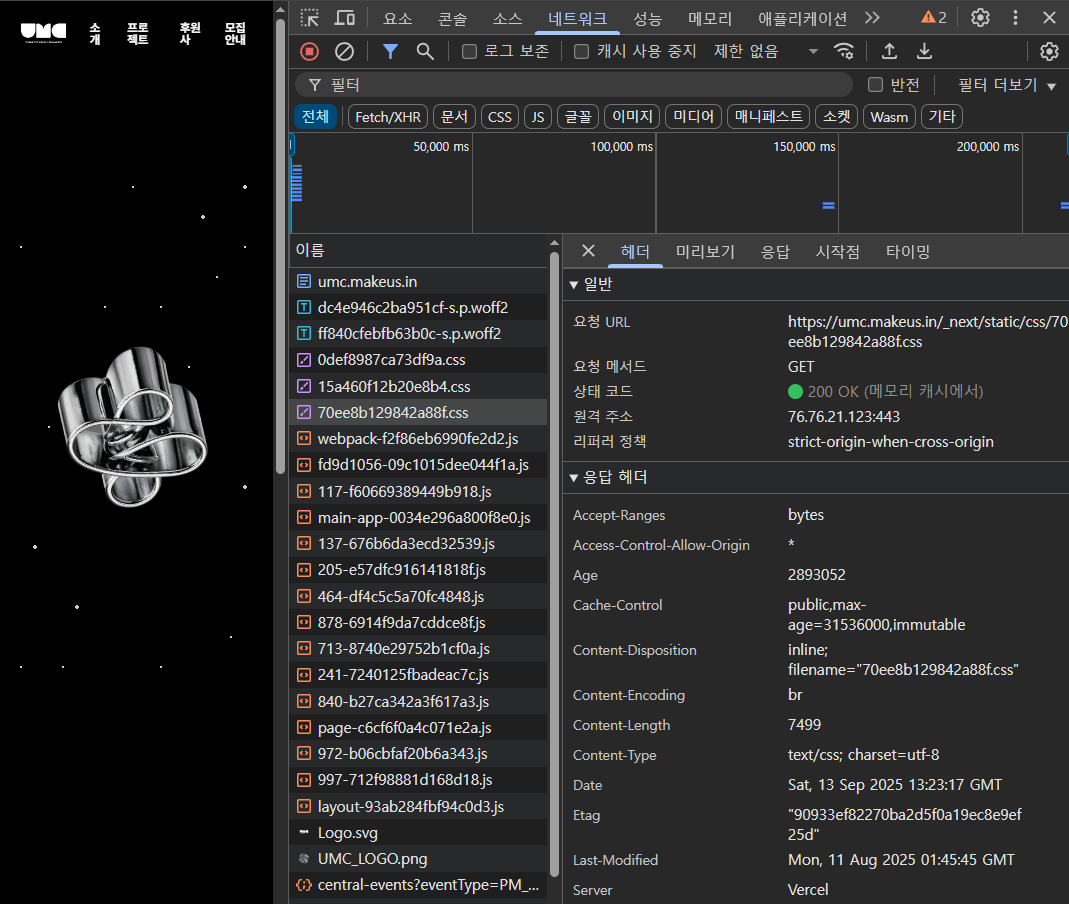 UMC
소개
프로젝트
후원사
모집안내
요소 콘솔 소스 네트워크 성능 메모리 애플리케이션 2
로그 보존 캐시 사용 중지 제한 없음
필터 반전 필터 더보기
전체 Fetch/XHR 문서 CSS JS 글꼴 이미지 미디어 매니페스트 소켓 Wasm 기타
50,000 ms 100,000 ms 150,000 ms 200,000 ms
이름
umc.makeus.in
dc4e946c2ba951cf-s.p.woff2
ff840cfebfb63b0c-s.p.woff2
0def8987ca73df9a.css
15a460f12b20e8b4.css
70ee8b129842a88f.css
webpack-f2f86eb6990fe2d2.js
fd9d1056-09c1015dee044f1a.js
117-f60669389449b918.js
main-app-0034e296a800f8e0.js
137-676b6da3ecd32539.js
205-e57dfc916141818f.js
464-df4c5c5a70fc4848.js
878-6914f9da7cddce8f.js
713-8740e29752b1cf0a.js
241-7240125fbadeac7c.js
840-b27ca342a3f617a3.js
page-c6cf6f0a4c071e2a.js
972-b06cbfaf20b6a343.js
997-712f98881d168d18.js
layout-93ab284fbf94c0d3.js
Logo.svg
UMC_LOGO.png
central-events?eventType=PM_...
헤더 미리보기 응답 시작점 타이밍
일반
요청 URL https://umc.makeus.in/_next/static/css/70
ee8b129842a88f.css
요청 메서드 GET
상태 코드 200 OK (메모리 캐시에서)
원격 주소 76.76.21.123:443
리퍼러 정책 strict-origin-when-cross-origin
응답 헤더
Accept-Ranges bytes
Access-Control-Allow-Origin *
Age 2893052
Cache-Control public,max-
age=31536000,immutable
Content-Disposition inline;
filename="70ee8b129842a88f.css"
Content-Encoding br
Content-Length 7499
Content-Type text/css; charset=utf-8
Date Sat, 13 Sep 2025 13:23:17 GMT
Etag "90933ef82270ba2d5f0a19ec8e9ef
25d"
Last-Modified Mon, 11 Aug 2025 01:45:45 GMT
Server Vercel